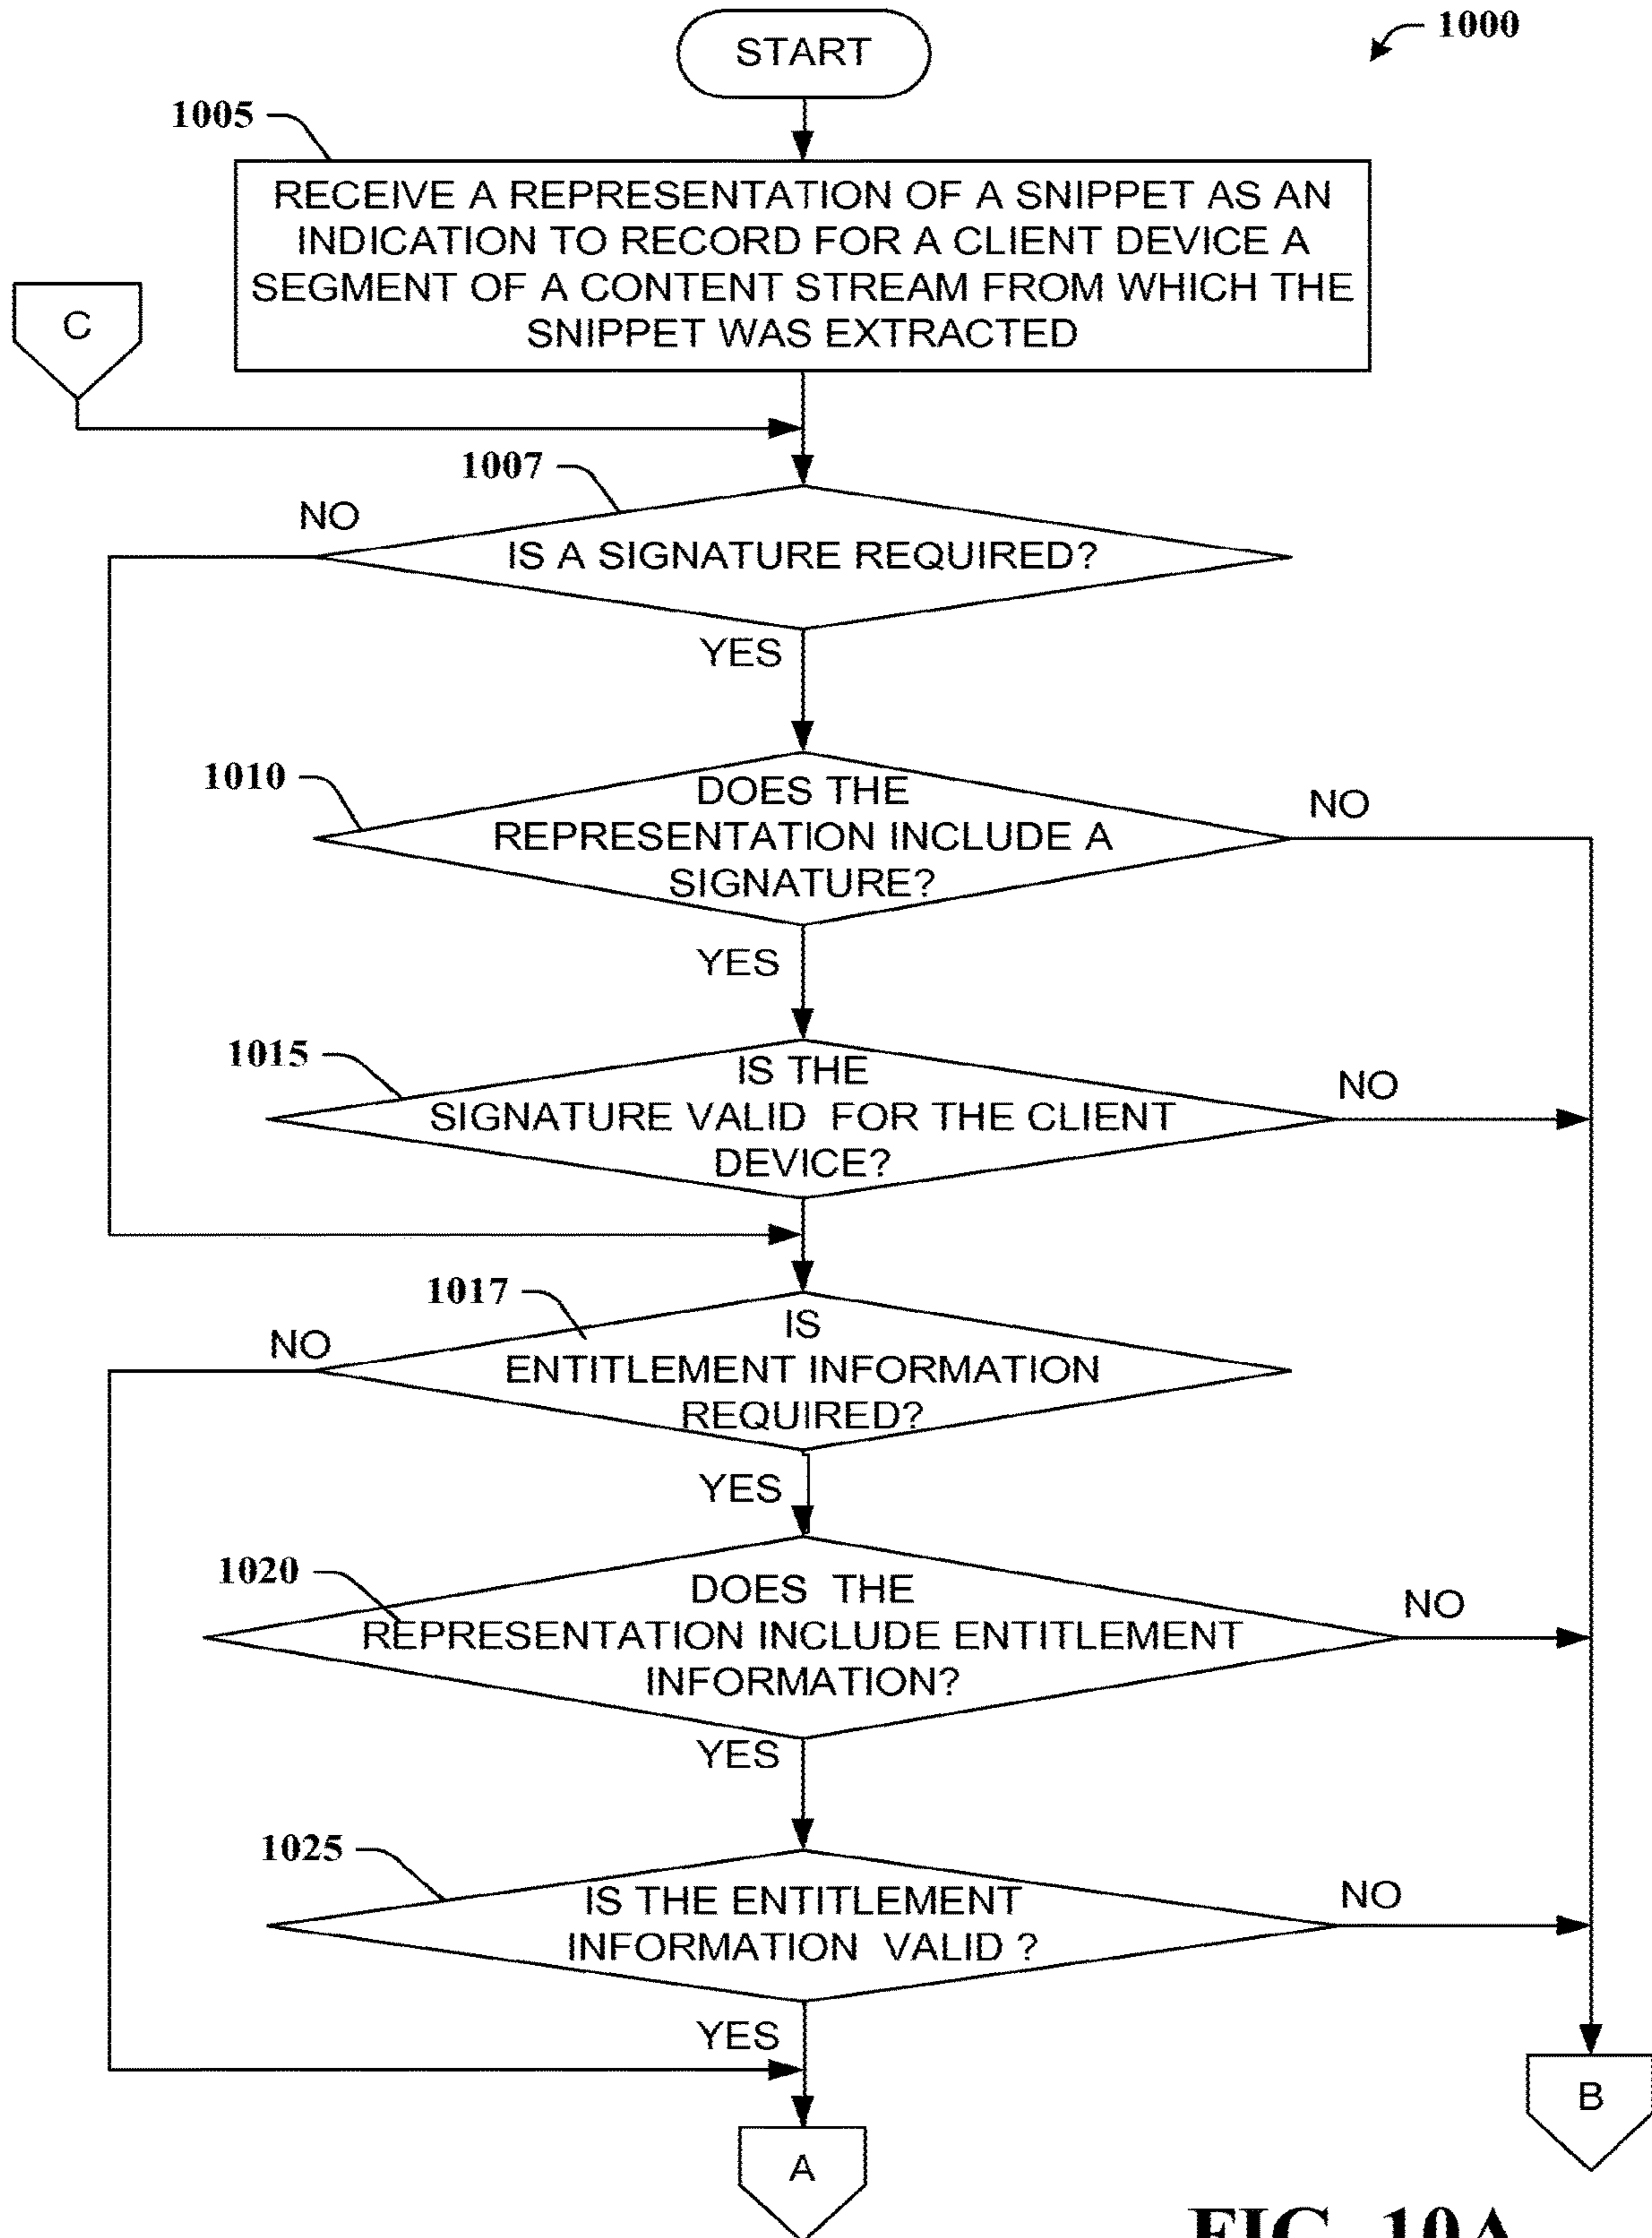 START
1000
1005
RECEIVE A REPRESENTATION OF A SNIPPET AS AN
INDICATION TO RECORD FOR A CLIENT DEVICE A
SEGMENT OF A CONTENT STREAM FROM WHICH THE
SNIPPET WAS EXTRACTED
C
1007
NO
IS A SIGNATURE REQUIRED?
YES
1010
DOES THE
REPRESENTATION INCLUDE A
SIGNATURE?
NO
YES
1015
IS THE
SIGNATURE VALID FOR THE CLIENT
DEVICE?
NO
1017
NO
IS
ENTITLEMENT INFORMATION
REQUIRED?
YES
1020
DOES THE
REPRESENTATION INCLUDE ENTITLEMENT
INFORMATION?
NO
YES
1025
IS THE ENTITLEMENT
INFORMATION VALID ?
NO
YES
B
A
FIG. 10A